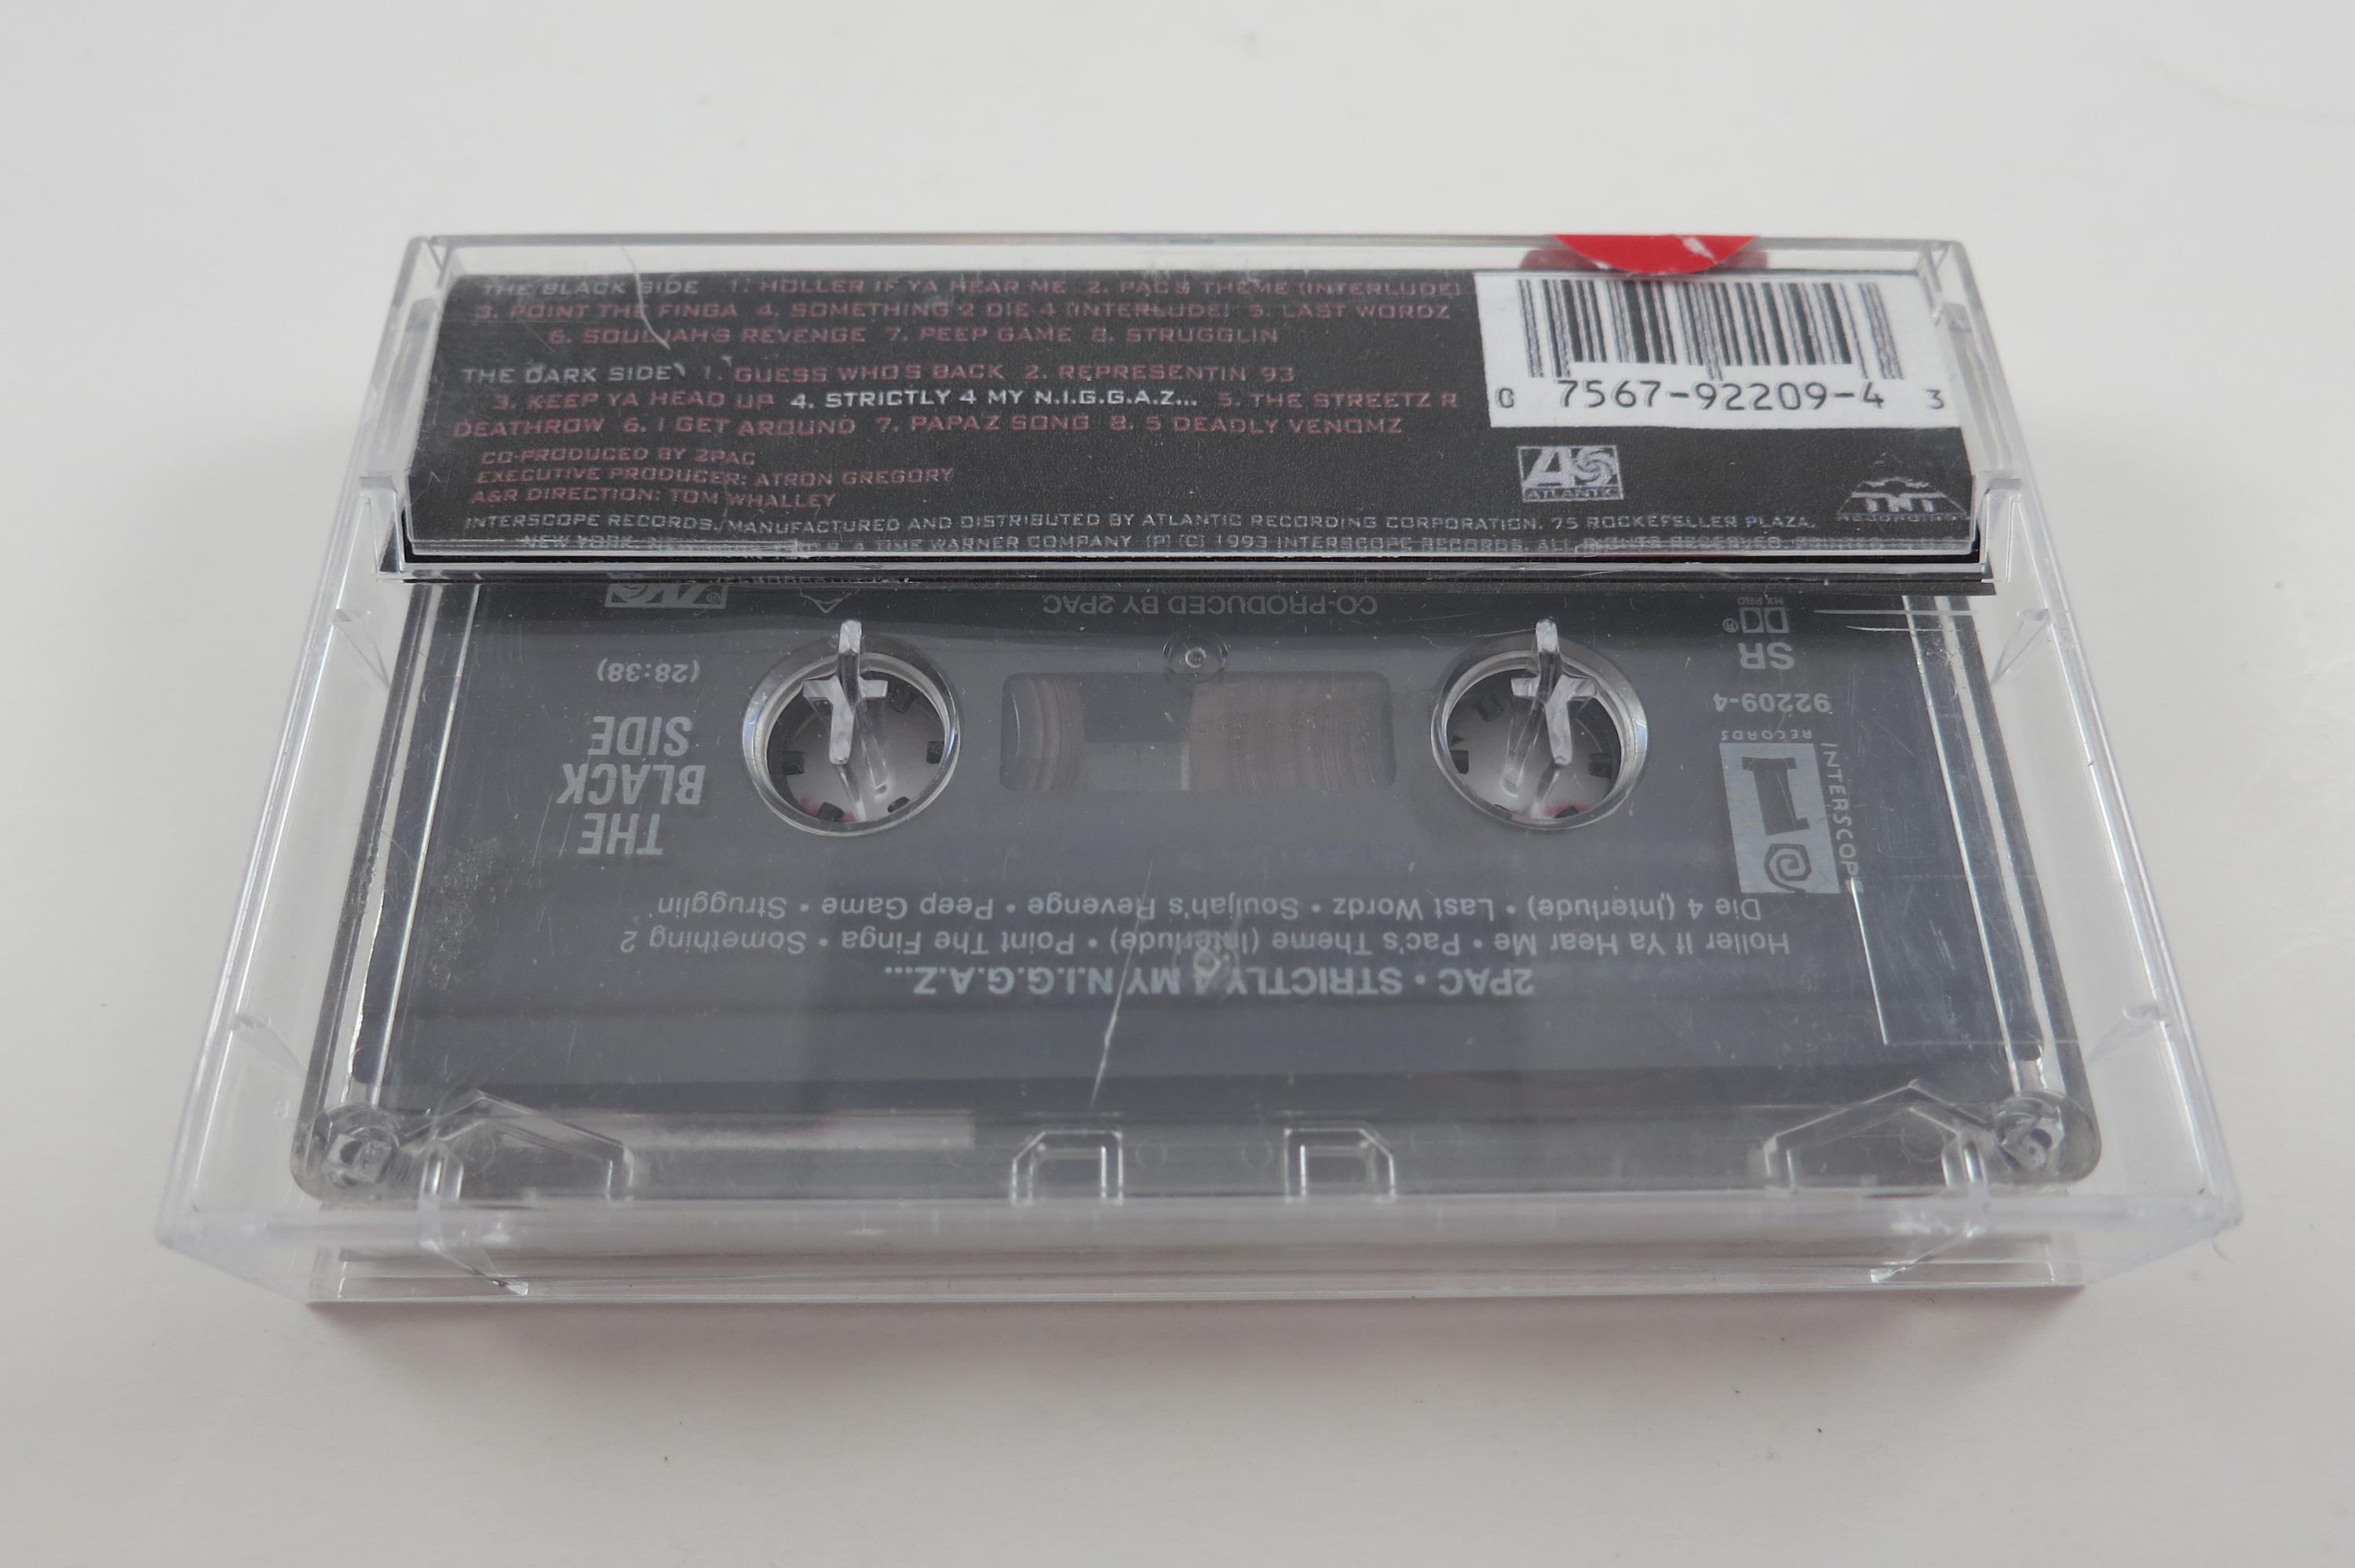 THE BLACK SIDE 1. HOLLER IF YA HEAR ME 2. PAC'S THEME (INTERLUDE)
3. POINT THE FINGA 4. SOMETHING 2 DIE 4 (INTERLUDE) 5. LAST WORDZ
6. SOULJAH'S REVENGE 7. PEEP GAME 8. STRUGGLIN
THE DARK SIDE 1. GUESS WHO'S BACK 2. REPRESENTIN 93
3. KEEP YA HEAD UP 4. STRICTLY 4 MY N.I.G.G.A.Z... 5. THE STREETZ R
DEATHROW 6. I GET AROUND 7. PAPAZ SONG 8. 5 DEADLY VENOMZ
CO-PRODUCED BY 2PAC
EXECUTIVE PRODUCER: ATRON GREGORY
A&R DIRECTION: TOM WHALLEY
INTERSCOPE RECORDS, MANUFACTURED AND DISTRIBUTED BY ATLANTIC RECORDING CORPORATION, 75 ROCKEFELLER PLAZA,
NEW YORK, A TIME WARNER COMPANY (P) (C) 1993 INTERSCOPE RECORDS. ALL RIGHTS RESERVED.
0 7567-92209-4 3
ATLANTIC
TNT
2PAC • STRICTLY 4 MY N.I.G.G.A.Z....
Holler If Ya Hear Me • Pac's Theme (Interlude) • Point The Finga • Something 2
Die 4 (Interlude) • Last Wordz • Souljah's Revenge • Peep Game • Strugglin'
INTERSCOPE
RECORDS
92209-4
SR
HX PRO
THE
BLACK
SIDE
(28:38)
CO-PRODUCED BY 2PAC